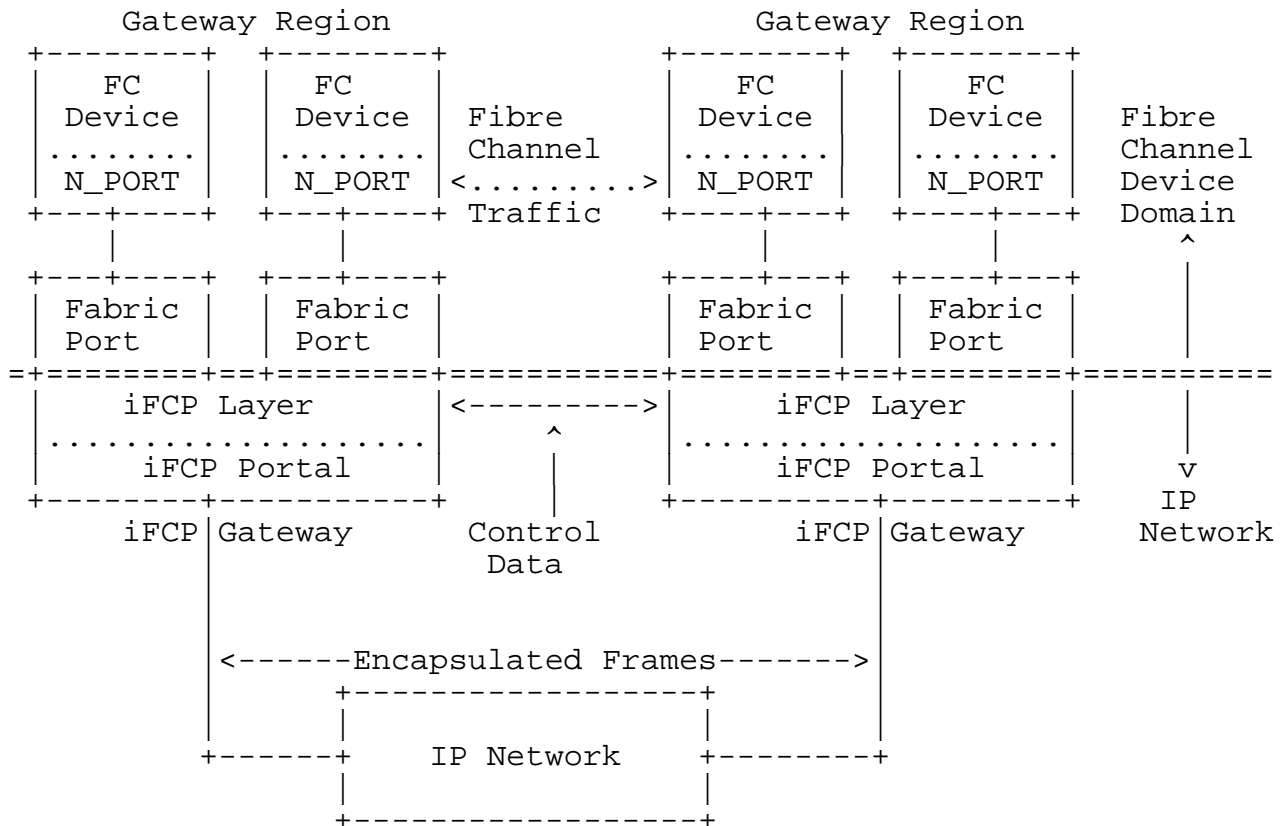 Gateway Region                    Gateway Region
 +--------+  +--------+            +--------+  +--------+
 |   FC   |  |   FC   |            |   FC   |  |   FC   |
 | Device |  | Device | Fibre      | Device |  | Device |  Fibre
 |........|  |........| Channel    |........|  |........|  Channel
 | N_PORT |  | N_PORT |<.........>| N_PORT |  | N_PORT |  Device
 +---+----+  +---+----+ Traffic    +----+---+  +----+---+  Domain
     |           |                      |           |         ^
 +---+----+  +---+----+            +----+---+  +----+---+     |
 | Fabric |  | Fabric |            | Fabric |  | Fabric |     |
 | Port   |  | Port   |            | Port   |  | Port   |     |
=+========+==+========+===========+========+==+========+==========
 |    iFCP Layer      |<--------->|     iFCP Layer     |     |
 |....................|     ^     |....................|     |
 |     iFCP Portal    |     |     |     iFCP Portal    |     v
 +--------+-----------+     |     +----------+---------+    IP
      iFCP|Gateway      Control         iFCP|Gateway      Network
          |              Data                |
          |                                  |
          |                                  |
          |<------Encapsulated Frames------->|
          |      +------------------+        |
          |      |                  |        |
          +------+    IP Network    +--------+
                 |                  |
                 +------------------+